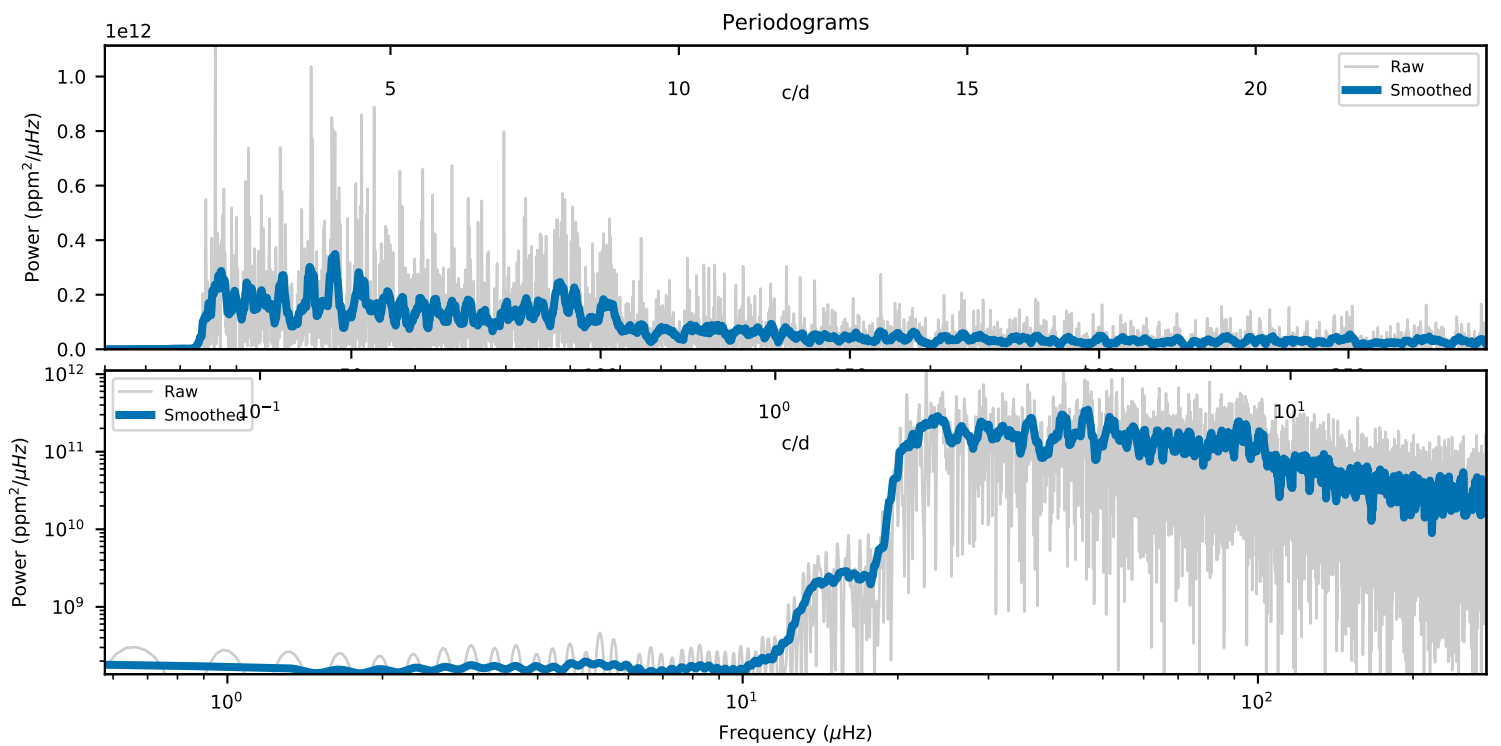 Periodograms
1e12
1.0
0.8
0.6
0.4
0.2
0.0
Power (ppm²/μHz)
5 10 15 20
c/d
Raw
Smoothed
10¹²
10¹¹
10¹⁰
10⁹
Power (ppm²/μHz)
Raw
Smoothed
10⁻¹ 10⁰ 10¹
c/d
10⁰ 10¹ 10²
Frequency (μHz)